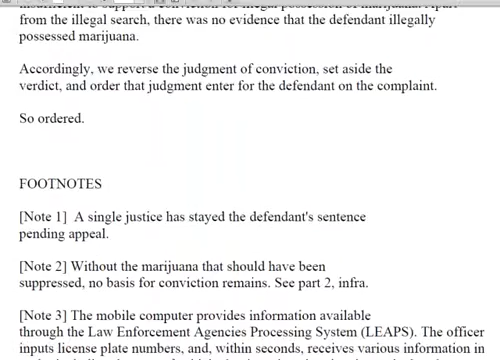 from the illegal search, there was no evidence that the defendant illegally
possessed marijuana.
Accordingly, we reverse the judgment of conviction, set aside the
verdict, and order that judgment enter for the defendant on the complaint.
So ordered.
FOOTNOTES
[Note 1]  A single justice has stayed the defendant's sentence
pending appeal.
[Note 2] Without the marijuana that should have been
suppressed, no basis for conviction remains. See part 2, infra.
[Note 3] The mobile computer provides information available
through the Law Enforcement Agencies Processing System (LEAPS). The officer
inputs license plate numbers, and, within seconds, receives various information in